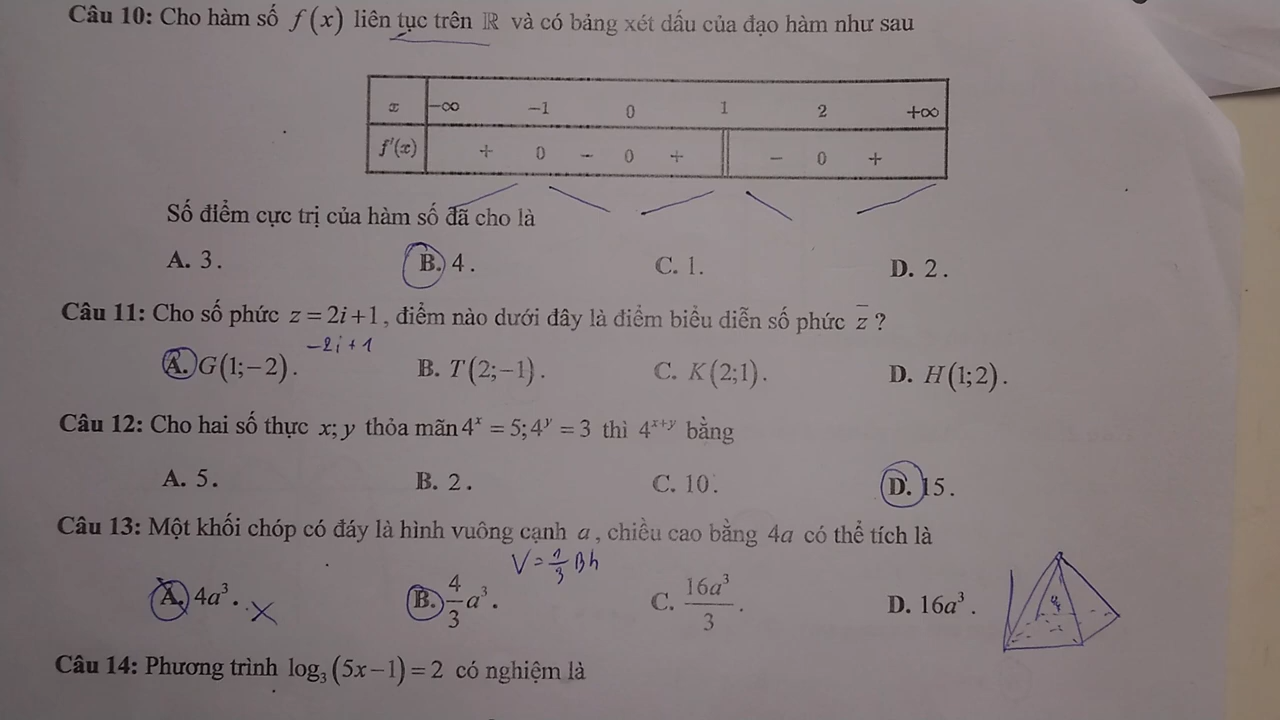 Câu 10: Cho hàm số f(x) liên tục trên ℝ và có bảng xét dấu của đạo hàm như sau
x −∞ −1 0 1 2 +∞
f'(x) + 0 − 0 + || − 0 +
Số điểm cực trị của hàm số đã cho là
A. 3. B. 4. C. 1. D. 2.
Câu 11: Cho số phức z = 2i+1, điểm nào dưới đây là điểm biểu diễn số phức z̄ ?
−2i + 1
A. G(1;−2). B. T(2;−1). C. K(2;1). D. H(1;2).
Câu 12: Cho hai số thực x; y thỏa mãn 4ˣ = 5; 4ʸ = 3 thì 4ˣ⁺ʸ bằng
A. 5. B. 2. C. 10. D. 15.
Câu 13: Một khối chóp có đáy là hình vuông cạnh a, chiều cao bằng 4a có thể tích là
V = 1/3 Bh
A. 4a³. B. 4/3 a³. C. 16a³/3. D. 16a³.
Câu 14: Phương trình log₃(5x−1) = 2 có nghiệm là